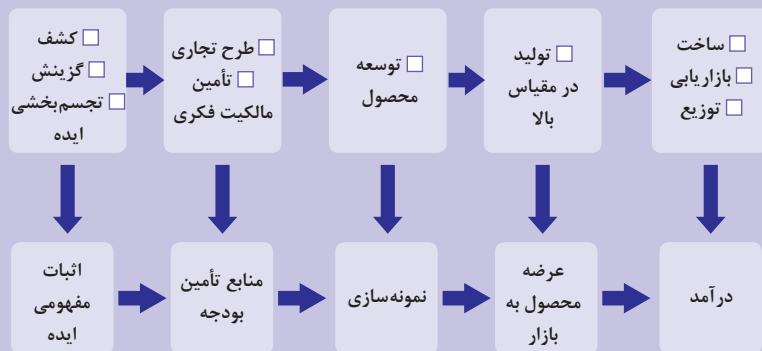 □ کشف
□ گزینش
□ تجسم‌بخشی
ایده
□ طرح تجاری
□ تأمین
مالکیت فکری
□ توسعه
محصول
□ تولید
در مقیاس
بالا
□ ساخت
□ بازاریابی
□ توزیع
اثبات
مفهومی
ایده
منابع تأمین
بودجه
نمونه‌سازی
عرضه
محصول به
بازار
درآمد